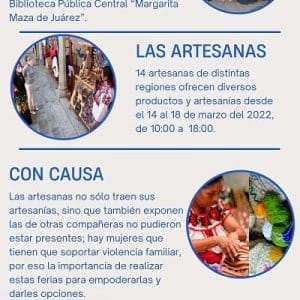 Biblioteca Pública Central “Margarita
Maza de Juárez”.
LAS ARTESANAS
14 artesanas de distintas
regiones ofrecen diversos
productos y artesanías desde
el 14 al 18 de marzo del 2022,
de 10:00 a 18:00.
CON CAUSA
Las artesanas no sólo traen sus
artesanías, sino que también exponen
las de otras compañeras no pudieron
estar presentes; hay mujeres que
tienen que soportar violencia familiar,
por eso la importancia de realizar
estas ferias para empoderarlas y
darles opciones.